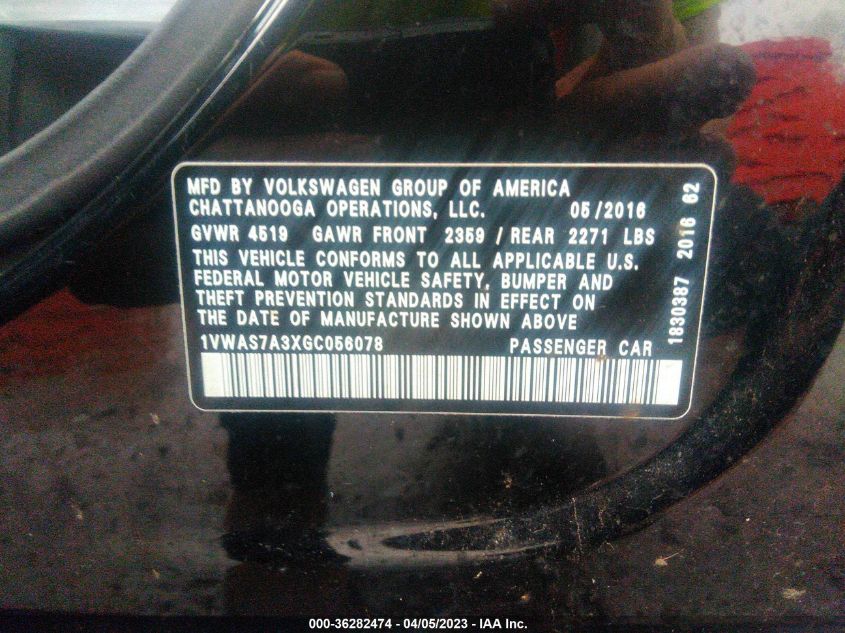 MFD BY VOLKSWAGEN GROUP OF AMERICA
CHATTANOOGA OPERATIONS, LLC. 05/2016
GVWR 4519 GAWR FRONT 2359 / REAR 2271 LBS
THIS VEHICLE CONFORMS TO ALL APPLICABLE U.S.
FEDERAL MOTOR VEHICLE SAFETY, BUMPER AND
THEFT PREVENTION STANDARDS IN EFFECT ON
THE DATE OF MANUFACTURE SHOWN ABOVE
1VWAS7A3XGC056078 PASSENGER CAR
1830387 2016 62
000-36282474 - 04/05/2023 - IAA Inc.